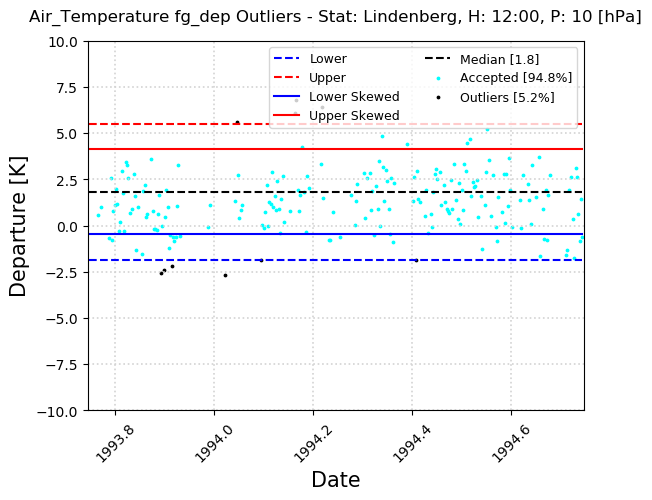 Air_Temperature fg_dep Outliers - Stat: Lindenberg, H: 12:00, P: 10 [hPa]
Departure [K]
10.0
7.5
5.0
2.5
0.0
−2.5
−5.0
−7.5
−10.0
Lower
Upper
Lower Skewed
Upper Skewed
Median [1.8]
Accepted [94.8%]
Outliers [5.2%]
1993.8
1994.0
1994.2
1994.4
1994.6
Date